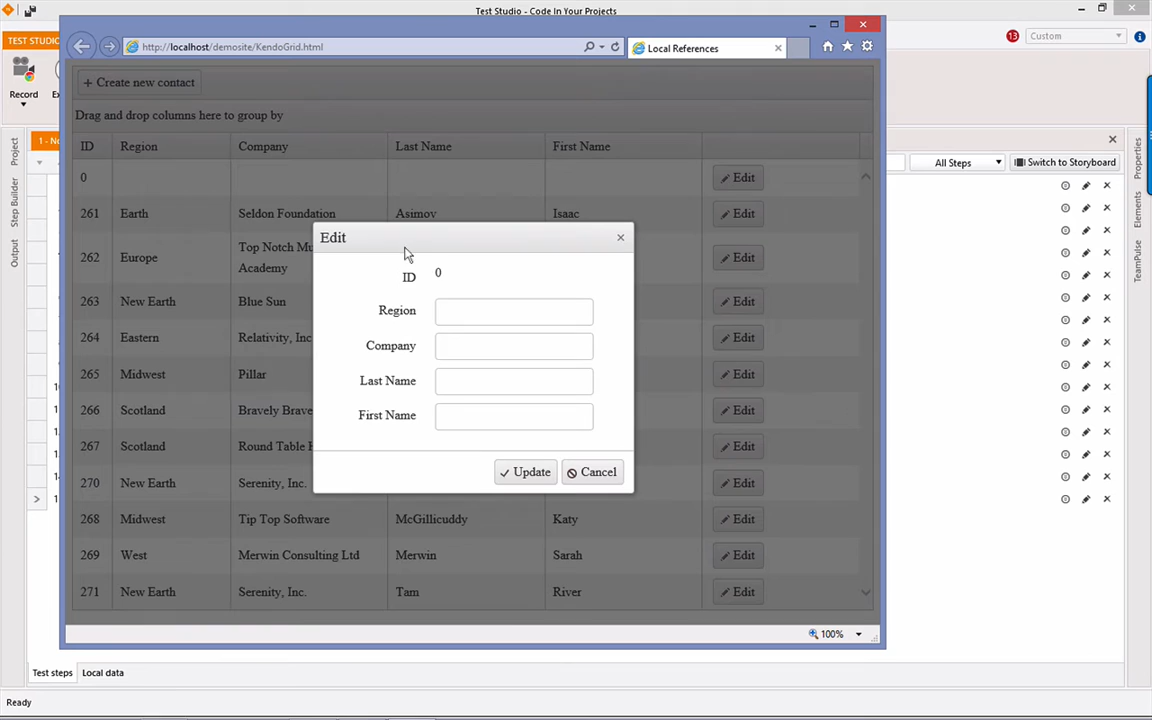 Test Studio - Code In Your Projects
TEST STUDIO
13
Custom
Record
http://localhost/demosite/KendoGrid.html
Local References
+ Create new contact
Drag and drop columns here to group by
ID Region Company Last Name First Name
0 Edit
261 Earth Seldon Foundation Asimov Isaac Edit
262 Europe Top Notch Mu
Academy Edit
263 New Earth Blue Sun Edit
264 Eastern Relativity, Inc Edit
265 Midwest Pillar Edit
266 Scotland Bravely Brave Edit
267 Scotland Round Table Edit
270 New Earth Serenity, Inc. Edit
268 Midwest Tip Top Software McGillicuddy Katy Edit
269 West Merwin Consulting Ltd Merwin Sarah Edit
271 New Earth Serenity, Inc. Tam River Edit
Edit
ID 0
Region
Company
Last Name
First Name
Update Cancel
100%
All Steps
Switch to Storyboard
Project
Step Builder
Output
Properties
Elements
TeamPulse
Test steps Local data
Ready